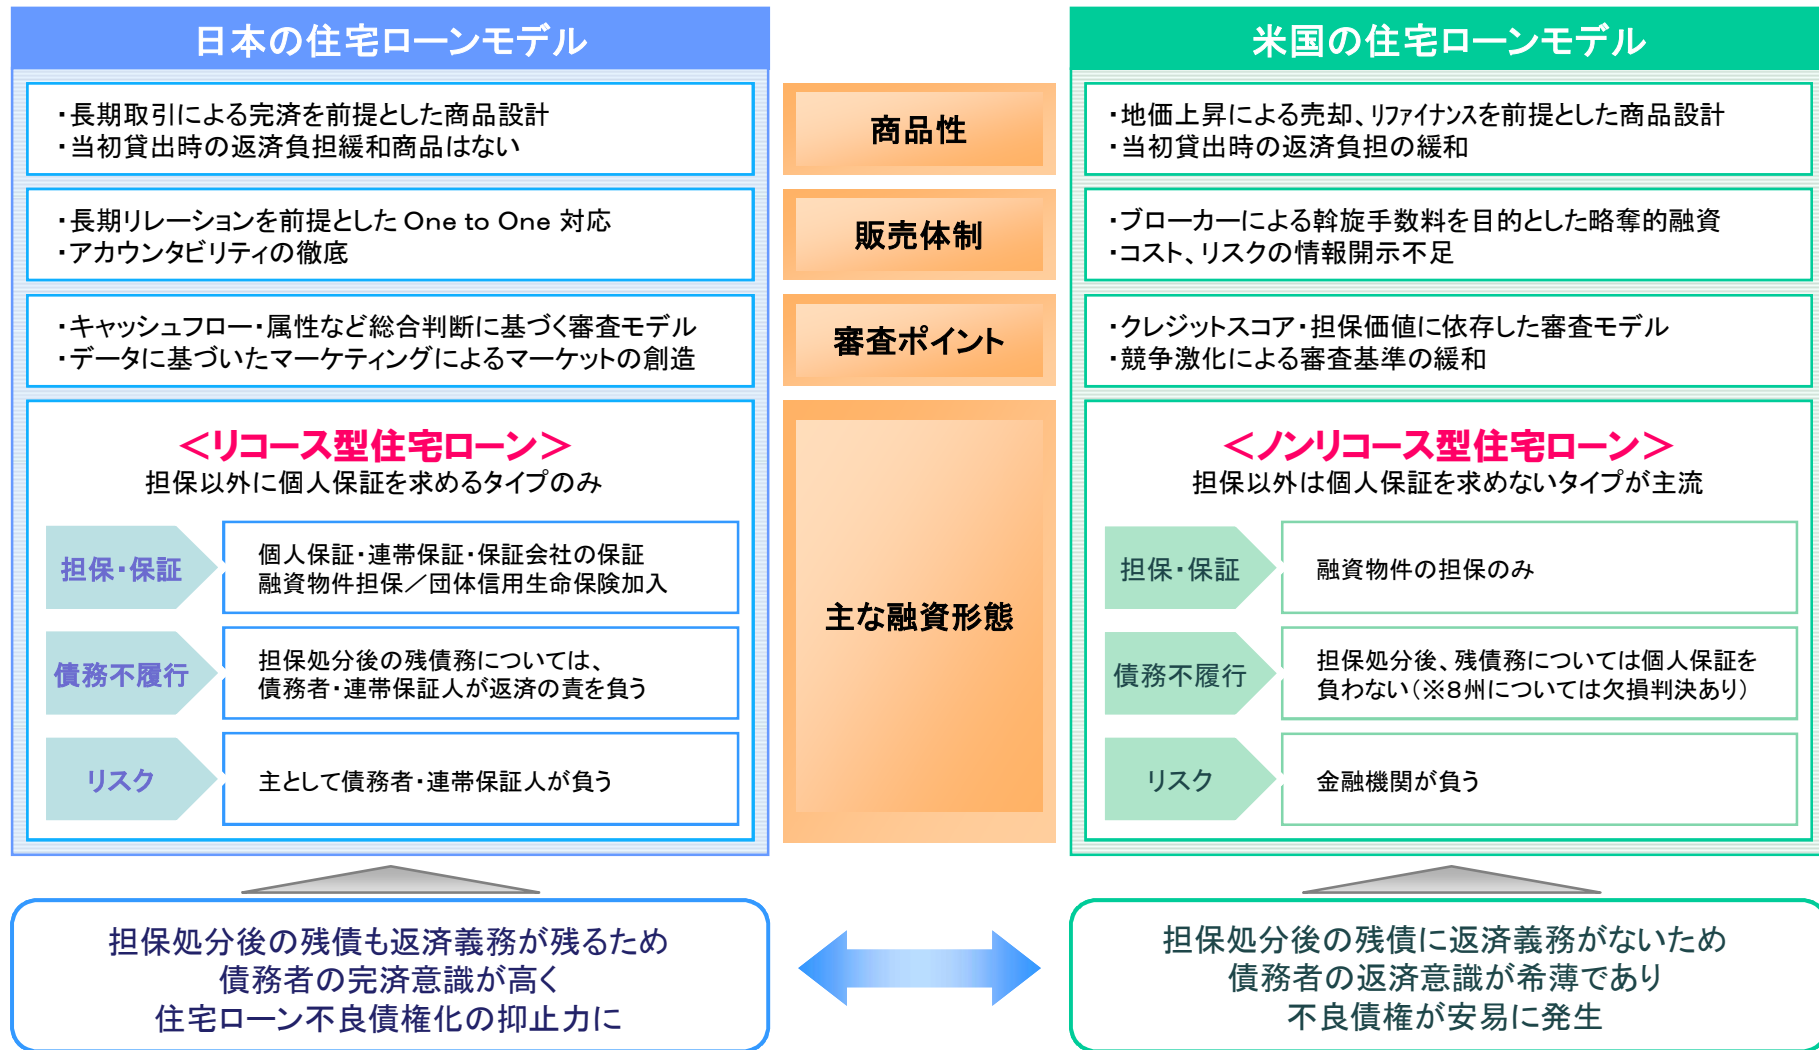 日本の住宅ローンモデル
・長期取引による完済を前提とした商品設計
・当初貸出時の返済負担緩和商品はない
・長期リレーションを前提とした One to One 対応
・アカウンタビリティの徹底
・キャッシュフロー・属性など総合判断に基づく審査モデル
・データに基づいたマーケティングによるマーケットの創造
＜リコース型住宅ローン＞
担保以外に個人保証を求めるタイプのみ
担保・保証
個人保証・連帯保証・保証会社の保証
融資物件担保／団体信用生命保険加入
債務不履行
担保処分後の残債務については、
債務者・連帯保証人が返済の責を負う
リスク
主として債務者・連帯保証人が負う
商品性
販売体制
審査ポイント
主な融資形態
米国の住宅ローンモデル
・地価上昇による売却、リファイナンスを前提とした商品設計
・当初貸出時の返済負担の緩和
・ブローカーによる斡旋手数料を目的とした略奪的融資
・コスト、リスクの情報開示不足
・クレジットスコア・担保価値に依存した審査モデル
・競争激化による審査基準の緩和
＜ノンリコース型住宅ローン＞
担保以外は個人保証を求めないタイプが主流
担保・保証
融資物件の担保のみ
債務不履行
担保処分後、残債務については個人保証を
負わない（※８州については欠損判決あり）
リスク
金融機関が負う
担保処分後の残債も返済義務が残るため
債務者の完済意識が高く
住宅ローン不良債権化の抑止力に
担保処分後の残債に返済義務がないため
債務者の返済意識が希薄であり
不良債権が安易に発生